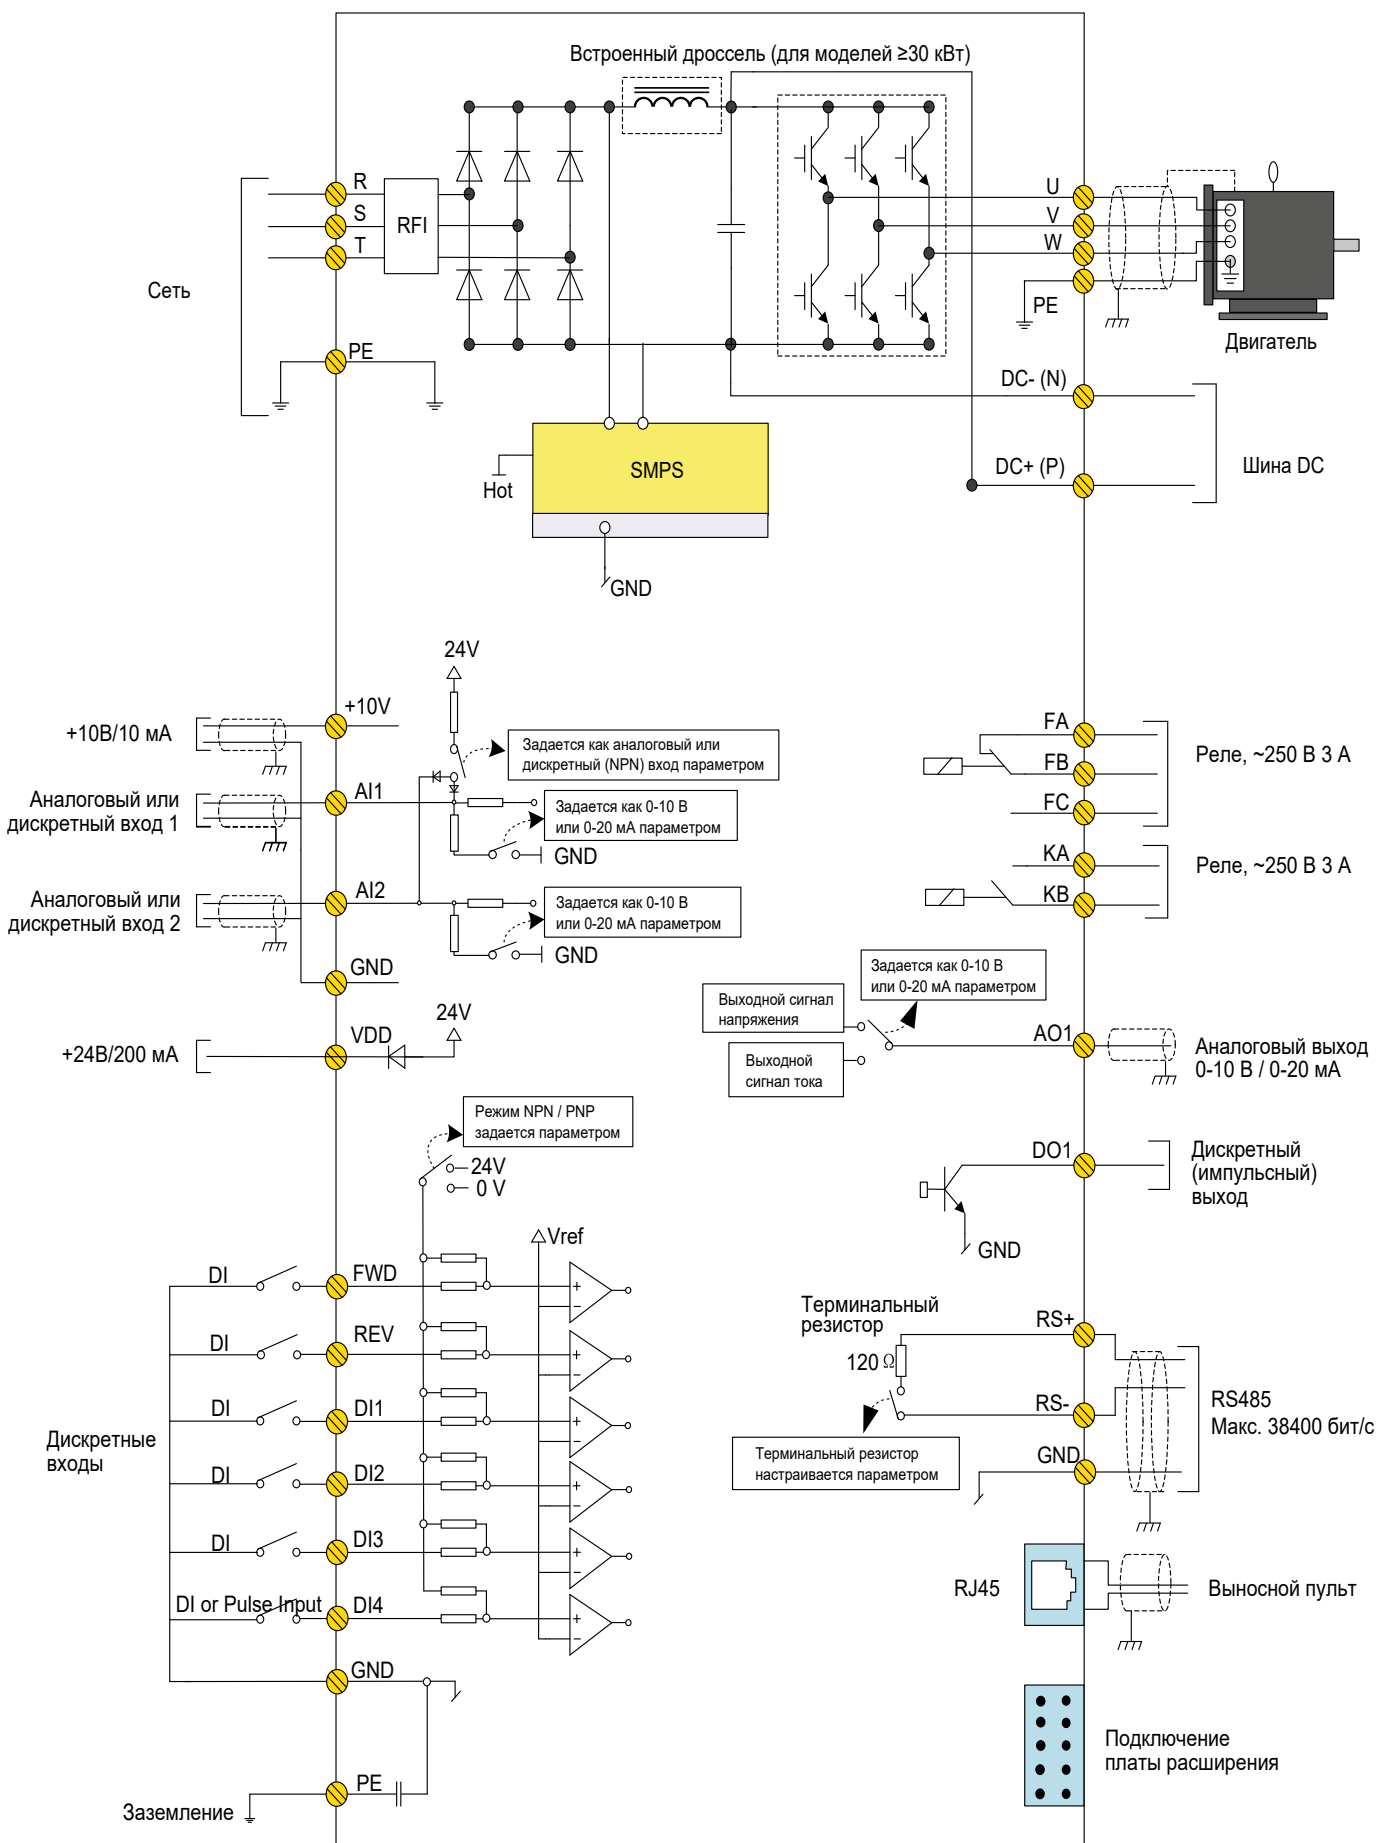 Встроенный дроссель (для моделей ≥30 кВт)
R
S
T
RFI
Сеть
PE
U
V
W
PE
Двигатель
DC- (N)
DC+ (P)
Шина DC
SMPS
Hot
GND
24V
+10V
+10В/10 мА
Задается как аналоговый или
дискретный (NPN) вход параметром
Аналоговый или
дискретный вход 1
AI1
Задается как 0-10 В
или 0-20 мА параметром
GND
Аналоговый или
дискретный вход 2
AI2
Задается как 0-10 В
или 0-20 мА параметром
GND
GND
+24В/200 мА
VDD
24V
FA
FB
FC
Реле, ~250 В 3 А
KA
KB
Реле, ~250 В 3 А
Задается как 0-10 В
или 0-20 мА параметром
Выходной сигнал
напряжения
Выходной
сигнал тока
AO1
Аналоговый выход
0-10 В / 0-20 мА
Режим NPN / PNP
задается параметром
24V
0 V
DO1
Дискретный
(импульсный)
выход
GND
Vref
Дискретные
входы
DI
FWD
+
−
DI
REV
+
−
DI
DI1
+
−
DI
DI2
+
−
DI
DI3
+
−
DI or Pulse Input
DI4
+
−
GND
PE
Заземление
Терминальный
резистор
120 Ω
RS+
RS-
GND
RS485
Макс. 38400 бит/с
Терминальный резистор
настраивается параметром
RJ45
Выносной пульт
Подключение
платы расширения